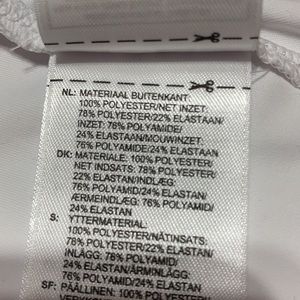 NL: MATERIAAL BUITENKANT:
100% POLYESTER/NET INZET:
78% POLYESTER/22% ELASTAAN/
INZET: 76% POLYAMIDE/
24% ELASTAAN/MOUWINZET
76% POLYAMIDE/24% ELASTAAN
DK: MATERIALE: 100% POLYESTER/
NET INDSATS: 78% POLYESTER/
22% ELASTAN/INDLÆG:
76% POLYAMID/24% ELASTAN/
ÆRMEINDLÆG: 76% POLYAMID/
24% ELASTAN
S: YTTERMATERIAL:
100% POLYESTER/NÄTINSATS:
78% POLYESTER/22% ELASTAN/
INLÄGG: 76% POLYAMID/
24% ELASTAN/ÄRMINLÄGG:
76% POLYAMID/24% ELASTAN
SF: PÄÄLLINEN: 100% POLYESTER/